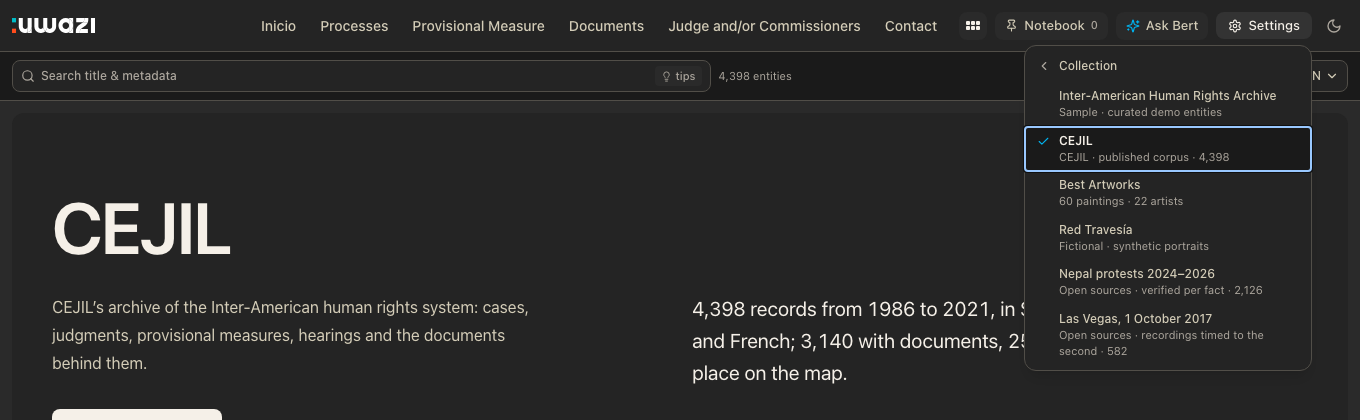 uwazi
Inicio Processes Provisional Measure Documents Judge and/or Commissioners Contact Notebook 0 Ask Bert Settings
Search title & metadata tips 4,398 entities N
Collection
Inter-American Human Rights Archive
Sample · curated demo entities
CEJIL
CEJIL · published corpus · 4,398
Best Artworks
60 paintings · 22 artists
Red Travesía
Fictional · synthetic portraits
Nepal protests 2024–2026
Open sources · verified per fact · 2,126
Las Vegas, 1 October 2017
Open sources · recordings timed to the
second · 582
CEJIL
CEJIL’s archive of the Inter-American human rights system: cases,
judgments, provisional measures, hearings and the documents
behind them.
4,398 records from 1986 to 2021, in
and French; 3,140 with documents,
place on the map.